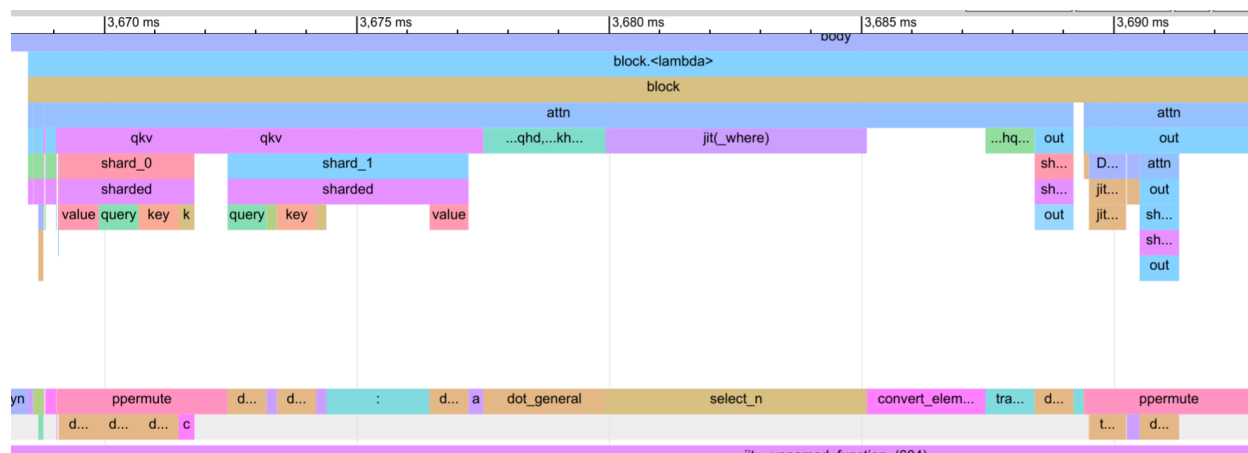 3,670 ms 3,675 ms 3,680 ms 3,685 ms 3,690 ms
body
block.<lambda>
block
attn attn
qkv qkv ...qhd,...kh... jit(_where) ...hq... out out
shard_0 shard_1 sh... D... attn
sharded sharded sh... jit... out
value query key k query key value out jit... sh...
sh...
out
yn ppermute d... d... : d... a dot_general select_n convert_elem... tra... d... ppermute
d... d... d... c t... d...